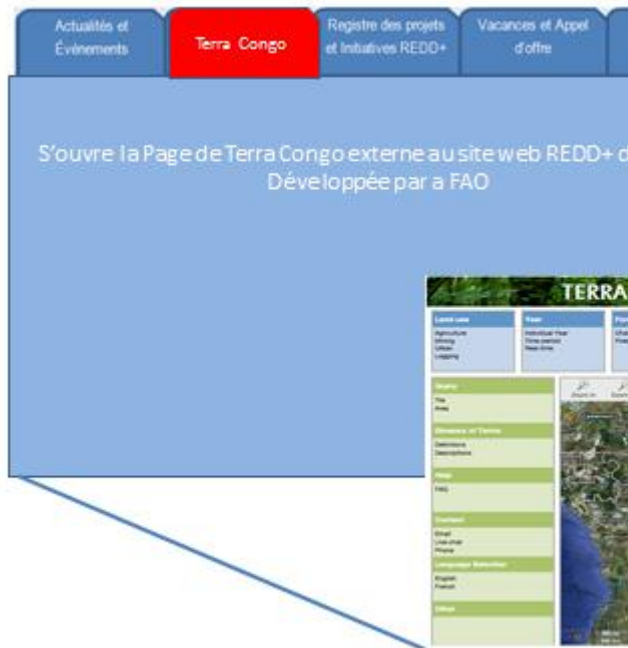 Actualités et
Événements
Terra Congo
Registre des projets
et Initiatives REDD+
Vacances et Appel
d'offre
S'ouvre la Page de Terra Congo externe au site web REDD+ d
Développée par a FAO
TERRA
Land use
Agriculture
Mining
Urban
Logging
Year
Individual Year
Time period
Real-time
Query
Tile
Area
Glossary of Terms
Definitions
Descriptions
Help
FAQ
Contact
Email
Live chat
Phone
Language Selection
English
French
Other
Zoom in